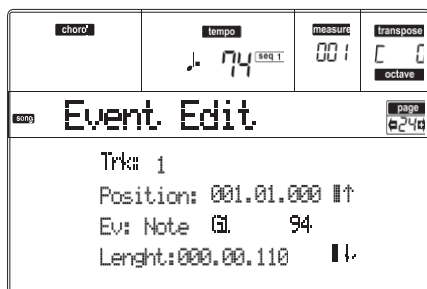 chord tempo measure transpose
♩. 74 seq 1 001 C 0
octave
song Event Edit page
24
Trk: 1
Position: 001.01.000 ↑
Ev: Note G1 94
Lenght:000.00.110 ↓